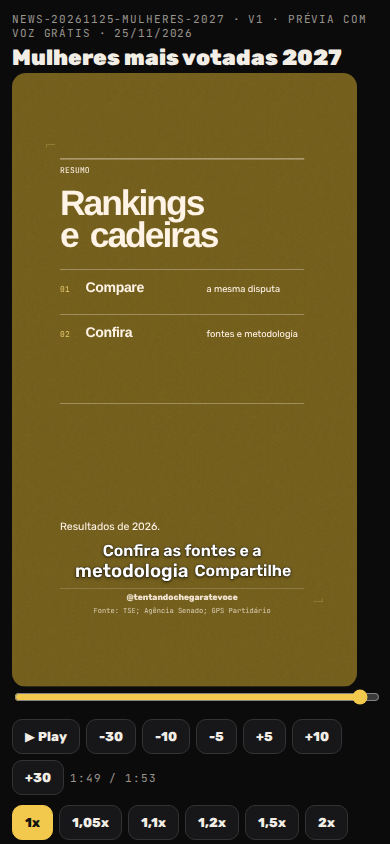 NEWS-20261125-MULHERES-2027 · V1 · PRÉVIA COM
VOZ GRÁTIS · 25/11/2026
Mulheres mais votadas 2027
RESUMO
Rankings
e cadeiras
01 Compare a mesma disputa
02 Confira fontes e metodologia
Resultados de 2026.
Confira as fontes e a
metodologia Compartilhe
@tentandochegaratevoce
Fonte: TSE; Agência Senado; GPS Partidário
▶ Play -30 -10 -5 +5 +10
+30 1:49 / 1:53
1x 1,05x 1,1x 1,2x 1,5x 2x